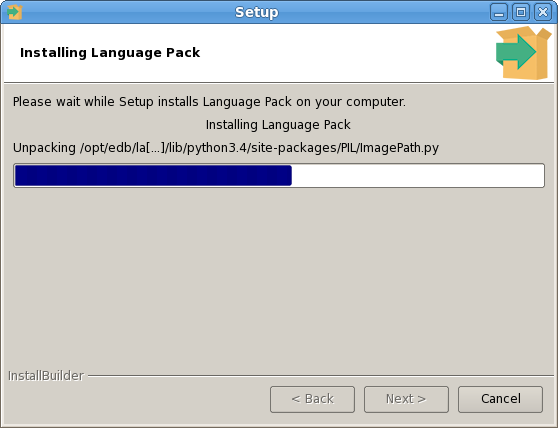 Setup
Installing Language Pack
Please wait while Setup installs Language Pack on your computer.
Installing Language Pack
Unpacking /opt/edb/la[...]/lib/python3.4/site-packages/PIL/ImagePath.py
InstallBuilder
< Back
Next >
Cancel